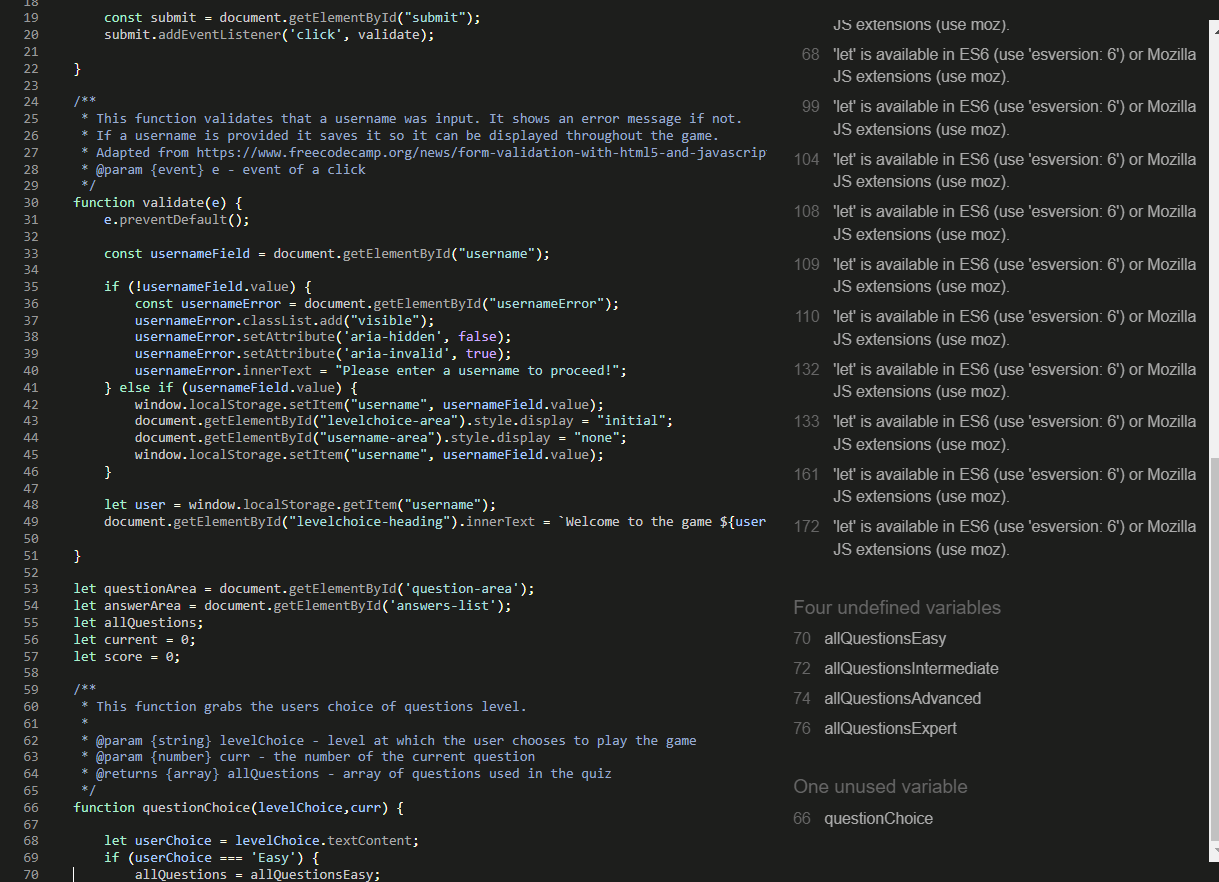 18
19 const submit = document.getElementById("submit");
20 submit.addEventListener('click', validate);
21
22 }
23
24 /**
25 * This function validates that a username was input. It shows an error message if not.
26 * If a username is provided it saves it so it can be displayed throughout the game.
27 * Adapted from https://www.freecodecamp.org/news/form-validation-with-html5-and-javascrip
28 * @param {event} e - event of a click
29 */
30 function validate(e) {
31 e.preventDefault();
32
33 const usernameField = document.getElementById("username");
34
35 if (!usernameField.value) {
36 const usernameError = document.getElementById("usernameError");
37 usernameError.classList.add("visible");
38 usernameError.setAttribute('aria-hidden', false);
39 usernameError.setAttribute('aria-invalid', true);
40 usernameError.innerText = "Please enter a username to proceed!";
41 } else if (usernameField.value) {
42 window.localStorage.setItem("username", usernameField.value);
43 document.getElementById("levelchoice-area").style.display = "initial";
44 document.getElementById("username-area").style.display = "none";
45 window.localStorage.setItem("username", usernameField.value);
46 }
47
48 let user = window.localStorage.getItem("username");
49 document.getElementById("levelchoice-heading").innerText = `Welcome to the game ${user
50
51 }
52
53 let questionArea = document.getElementById('question-area');
54 let answerArea = document.getElementById('answers-list');
55 let allQuestions;
56 let current = 0;
57 let score = 0;
58
59 /**
60 * This function grabs the users choice of questions level.
61 *
62 * @param {string} levelChoice - level at which the user chooses to play the game
63 * @param {number} curr - the number of the current question
64 * @returns {array} allQuestions - array of questions used in the quiz
65 */
66 function questionChoice(levelChoice,curr) {
67
68 let userChoice = levelChoice.textContent;
69 if (userChoice === 'Easy') {
70 allQuestions = allQuestionsEasy;
JS extensions (use moz).
68 'let' is available in ES6 (use 'esversion: 6') or Mozilla
JS extensions (use moz).
99 'let' is available in ES6 (use 'esversion: 6') or Mozilla
JS extensions (use moz).
104 'let' is available in ES6 (use 'esversion: 6') or Mozilla
JS extensions (use moz).
108 'let' is available in ES6 (use 'esversion: 6') or Mozilla
JS extensions (use moz).
109 'let' is available in ES6 (use 'esversion: 6') or Mozilla
JS extensions (use moz).
110 'let' is available in ES6 (use 'esversion: 6') or Mozilla
JS extensions (use moz).
132 'let' is available in ES6 (use 'esversion: 6') or Mozilla
JS extensions (use moz).
133 'let' is available in ES6 (use 'esversion: 6') or Mozilla
JS extensions (use moz).
161 'let' is available in ES6 (use 'esversion: 6') or Mozilla
JS extensions (use moz).
172 'let' is available in ES6 (use 'esversion: 6') or Mozilla
JS extensions (use moz).
Four undefined variables
70 allQuestionsEasy
72 allQuestionsIntermediate
74 allQuestionsAdvanced
76 allQuestionsExpert
One unused variable
66 questionChoice